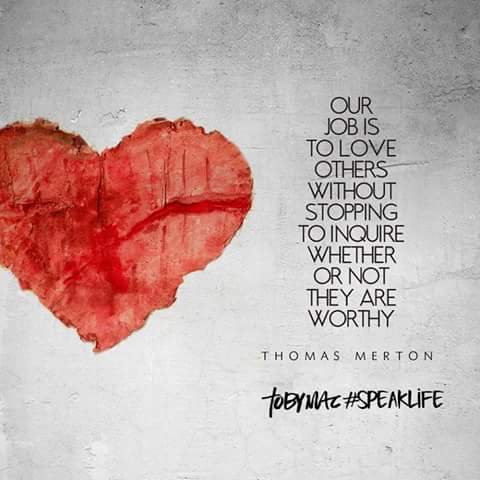 OUR
JOB IS
TO LOVE
OTHERS
WITHOUT
STOPPING
TO INQUIRE
WHETHER
OR NOT
THEY ARE
WORTHY
THOMAS MERTON
TOBYMAC #SPEAKLIFE